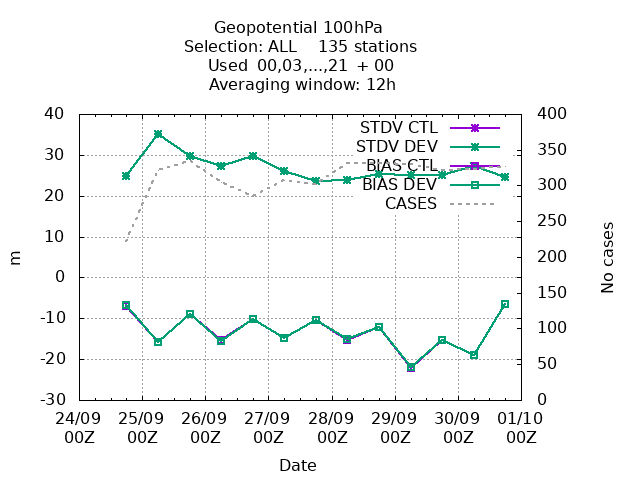 Geopotential 100hPa
Selection: ALL    135 stations
Used  00,03,...,21  + 00
Averaging window: 12h
40
30
20
10
0
-10
-20
-30
m
400
350
300
250
200
150
100
50
0
No cases
STDV CTL
STDV DEV
BIAS CTL
BIAS DEV
CASES
24/09 25/09 26/09 27/09 28/09 29/09 30/09 01/10
00Z 00Z 00Z 00Z 00Z 00Z 00Z 00Z
Date